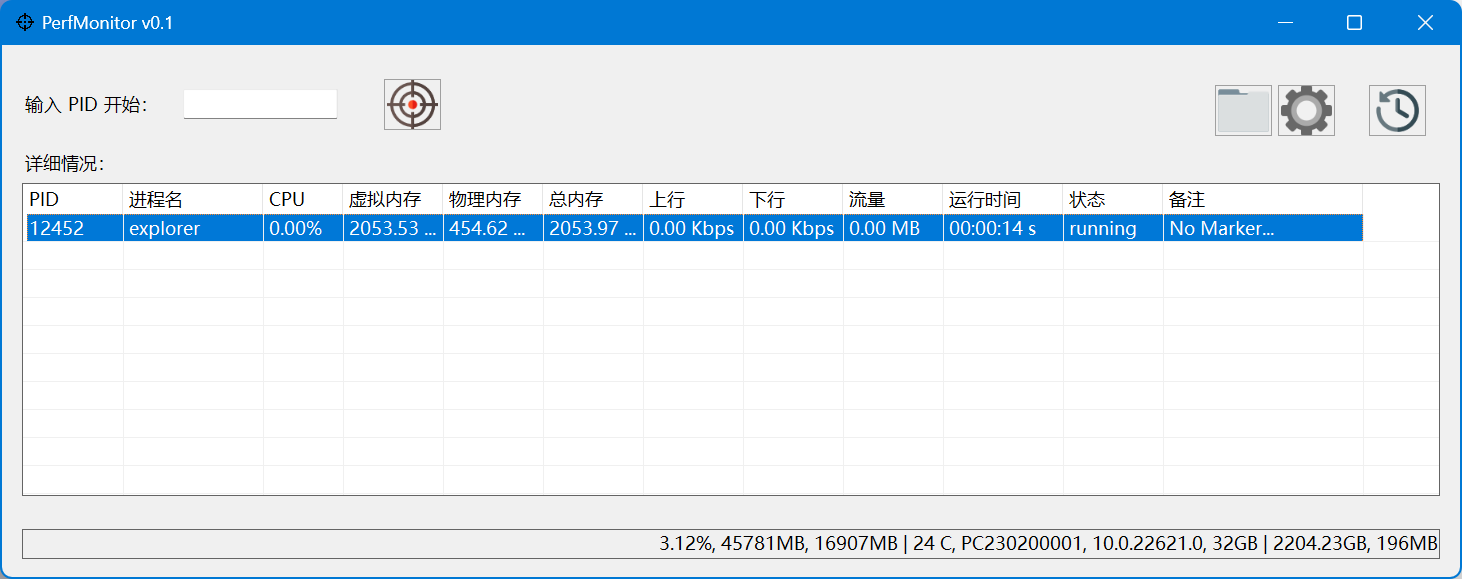 PerfMonitor v0.1
输入 PID 开始:
详细情况:
PID 进程名 CPU 虚拟内存 物理内存 总内存 上行 下行 流量 运行时间 状态 备注
12452 explorer 0.00% 2053.53 ... 454.62 ... 2053.97 ... 0.00 Kbps 0.00 Kbps 0.00 MB 00:00:14 s running No Marker...
3.12%, 45781MB, 16907MB | 24 C, PC230200001, 10.0.22621.0, 32GB | 2204.23GB, 196MB